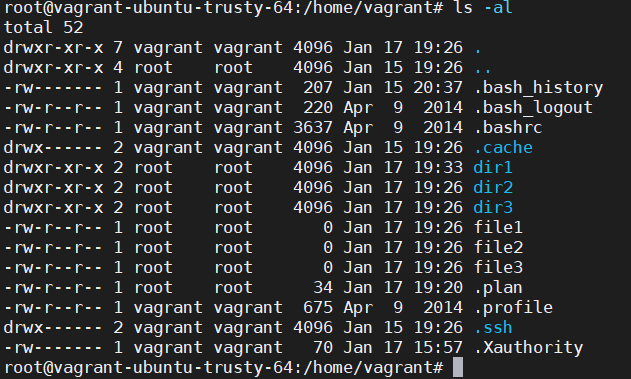 root@vagrant-ubuntu-trusty-64:/home/vagrant# ls -al
total 52
drwxr-xr-x 7 vagrant vagrant 4096 Jan 17 19:26 .
drwxr-xr-x 4 root    root    4096 Jan 15 19:26 ..
-rw------- 1 vagrant vagrant  207 Jan 15 20:37 .bash_history
-rw-r--r-- 1 vagrant vagrant  220 Apr  9  2014 .bash_logout
-rw-r--r-- 1 vagrant vagrant 3637 Apr  9  2014 .bashrc
drwx------ 2 vagrant vagrant 4096 Jan 15 19:26 .cache
drwxr-xr-x 2 root    root    4096 Jan 17 19:33 dir1
drwxr-xr-x 2 root    root    4096 Jan 17 19:26 dir2
drwxr-xr-x 2 root    root    4096 Jan 17 19:26 dir3
-rw-r--r-- 1 root    root       0 Jan 17 19:26 file1
-rw-r--r-- 1 root    root       0 Jan 17 19:26 file2
-rw-r--r-- 1 root    root       0 Jan 17 19:26 file3
-rw-r--r-- 1 root    root      34 Jan 17 19:20 .plan
-rw-r--r-- 1 vagrant vagrant  675 Apr  9  2014 .profile
drwx------ 2 vagrant vagrant 4096 Jan 15 19:26 .ssh
-rw------- 1 vagrant vagrant   70 Jan 17 15:57 .Xauthority
root@vagrant-ubuntu-trusty-64:/home/vagrant#